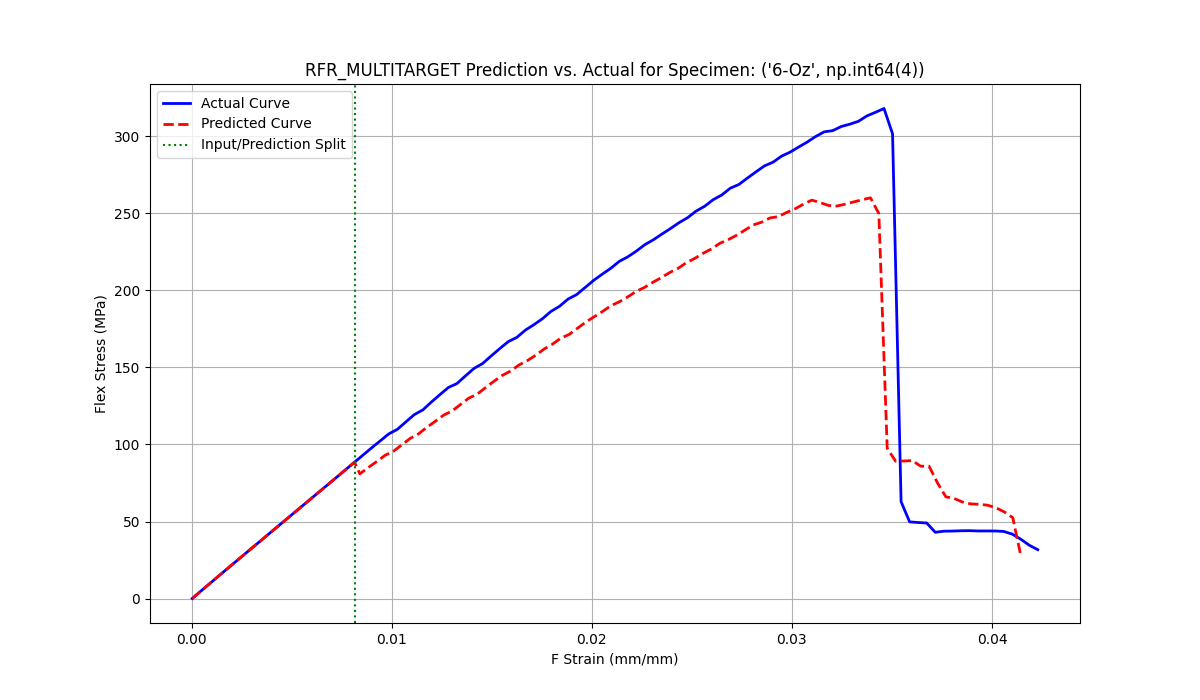 RFR_MULTITARGET Prediction vs. Actual for Specimen: ('6-Oz', np.int64(4))
Actual Curve
Predicted Curve
Input/Prediction Split
300
250
200
150
100
50
0
Flex Stress (MPa)
0.00 0.01 0.02 0.03 0.04
F Strain (mm/mm)